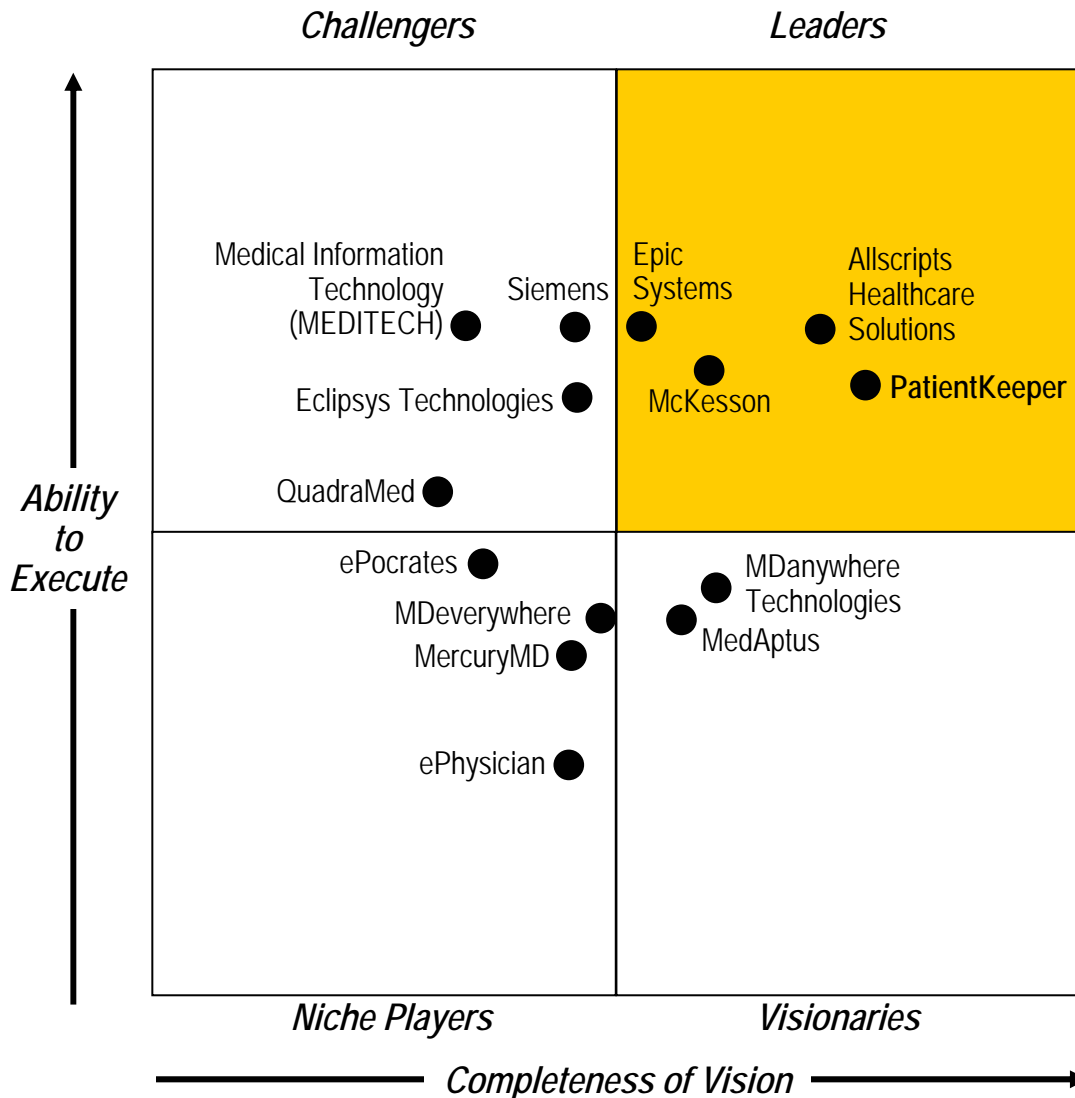 Challengers
Leaders
Medical Information
Technology
(MEDITECH)
Siemens
Epic
Systems
Allscripts
Healthcare
Solutions
McKesson
PatientKeeper
Eclipsys Technologies
QuadraMed
Ability
to
Execute
ePocrates
MDeverywhere
MercuryMD
ePhysician
MDanywhere
Technologies
MedAptus
Niche Players
Visionaries
Completeness of Vision